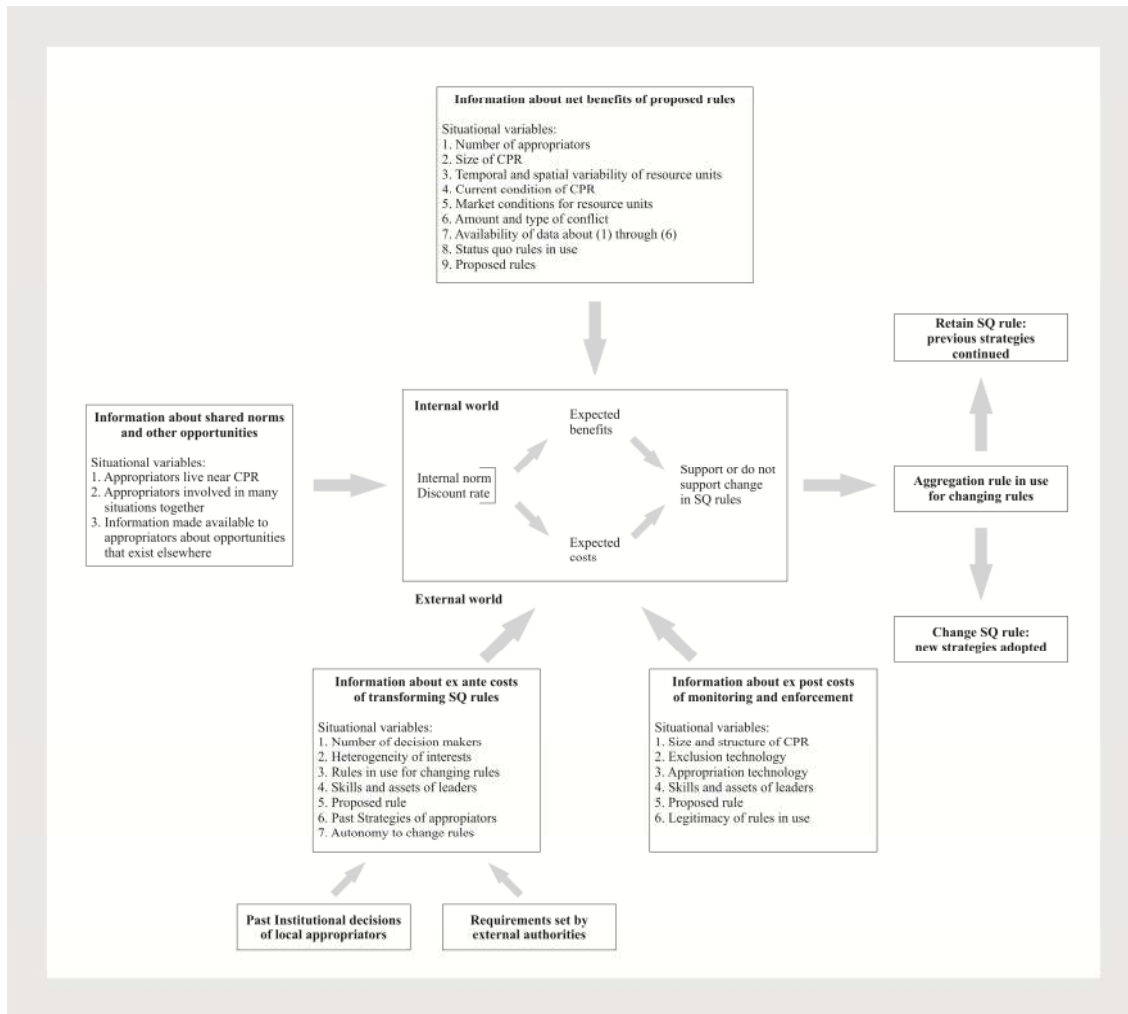 Information about net benefits of proposed rules
Situational variables:
1. Number of appropriators
2. Size of CPR
3. Temporal and spatial variability of resource units
4. Current condition of CPR
5. Market conditions for resource units
6. Amount and type of conflict
7. Availability of data about (1) through (6)
8. Status quo rules in use
9. Proposed rules
Retain SQ rule:
previous strategies
continued
Information about shared norms
and other opportunities
Situational variables:
1. Appropriators live near CPR
2. Appropriators involved in many
situations together
3. Information made available to
appropriators about opportunities
that exist elsewhere
Internal world
Expected
benefits
Internal norm
Discount rate
Support or do not
support change
in SQ rules
Expected
costs
Aggregation rule in use
for changing rules
External world
Change SQ rule:
new strategies adopted
Information about ex ante costs
of transforming SQ rules
Situational variables:
1. Number of decision makers
2. Heterogeneity of interests
3. Rules in use for changing rules
4. Skills and assets of leaders
5. Proposed rule
6. Past Strategies of appropiators
7. Autonomy to change rules
Information about ex post costs
of monitoring and enforcement
Situational variables:
1. Size and structure of CPR
2. Exclusion technology
3. Appropriation technology
4. Skills and assets of leaders
5. Proposed rule
6. Legitimacy of rules in use
Past Institutional decisions
of local appropriators
Requirements set by
external authorities